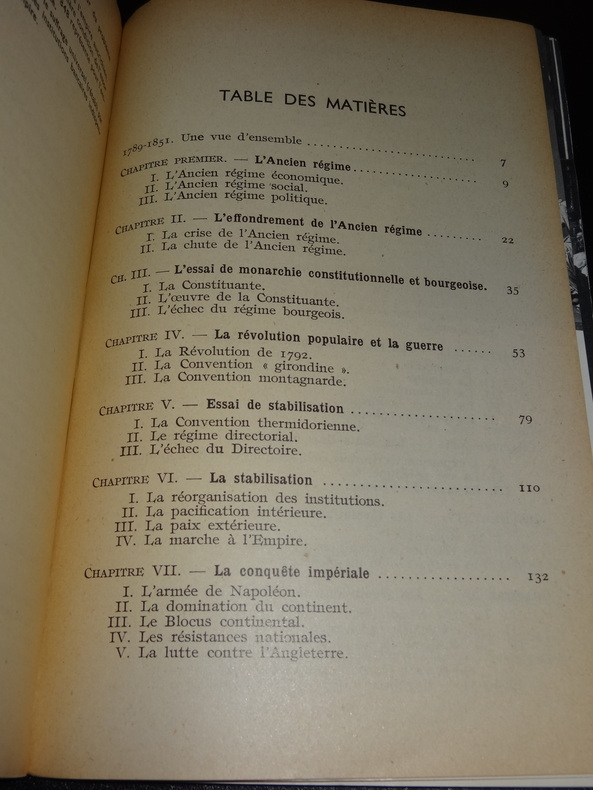 TABLE DES MATIÈRES
1789-1851. Une vue d'ensemble ........................ 7
CHAPITRE PREMIER. — L'Ancien régime .................. 9
I. L'Ancien régime économique.
II. L'Ancien régime social.
III. L'Ancien régime politique.
CHAPITRE II. — L'effondrement de l'Ancien régime ......... 22
I. La crise de l'Ancien régime.
II. La chute de l'Ancien régime.
CH. III. — L'essai de monarchie constitutionnelle et bourgeoise. 35
I. La Constituante.
II. L'œuvre de la Constituante.
III. L'échec du régime bourgeois.
CHAPITRE IV. — La révolution populaire et la guerre ...... 53
I. La Révolution de 1792.
II. La Convention « girondine ».
III. La Convention montagnarde.
CHAPITRE V. — Essai de stabilisation .................... 79
I. La Convention thermidorienne.
II. Le régime directorial.
III. L'échec du Directoire.
CHAPITRE VI. — La stabilisation ........................ 110
I. La réorganisation des institutions.
II. La pacification intérieure.
III. La paix extérieure.
IV. La marche à l'Empire.
CHAPITRE VII. — La conquête impériale ................. 132
I. L'armée de Napoléon.
II. La domination du continent.
III. Le Blocus continental.
IV. Les résistances nationales.
V. La lutte contre l'Angleterre.